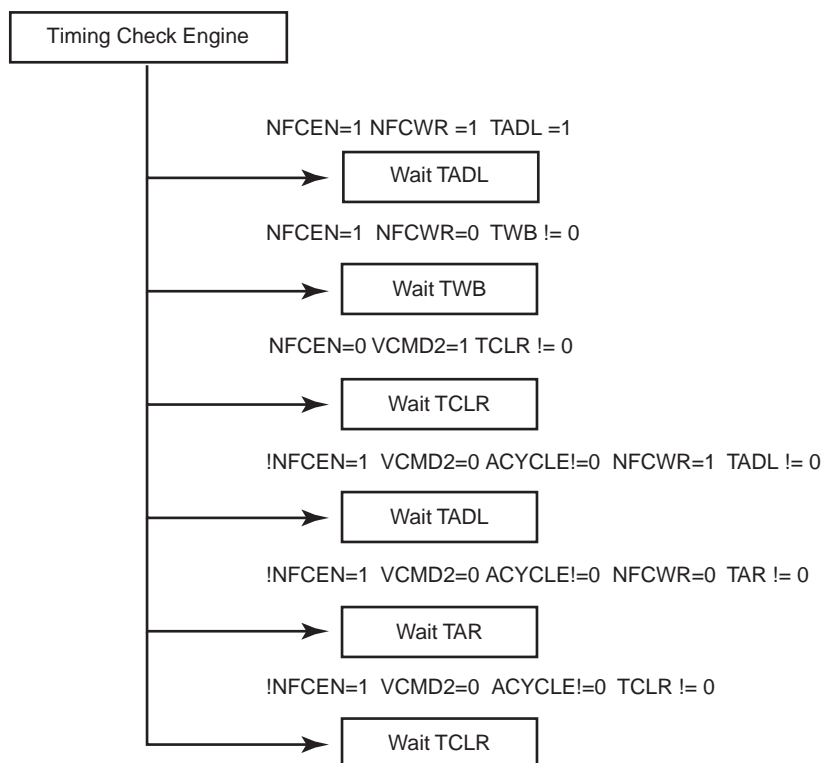 Timing Check Engine
NFCEN=1 NFCWR =1 TADL =1
Wait TADL
NFCEN=1 NFCWR=0 TWB != 0
Wait TWB
NFCEN=0 VCMD2=1 TCLR != 0
Wait TCLR
!NFCEN=1 VCMD2=0 ACYCLE!=0 NFCWR=1 TADL != 0
Wait TADL
!NFCEN=1 VCMD2=0 ACYCLE!=0 NFCWR=0 TAR != 0
Wait TAR
!NFCEN=1 VCMD2=0 ACYCLE!=0 TCLR != 0
Wait TCLR